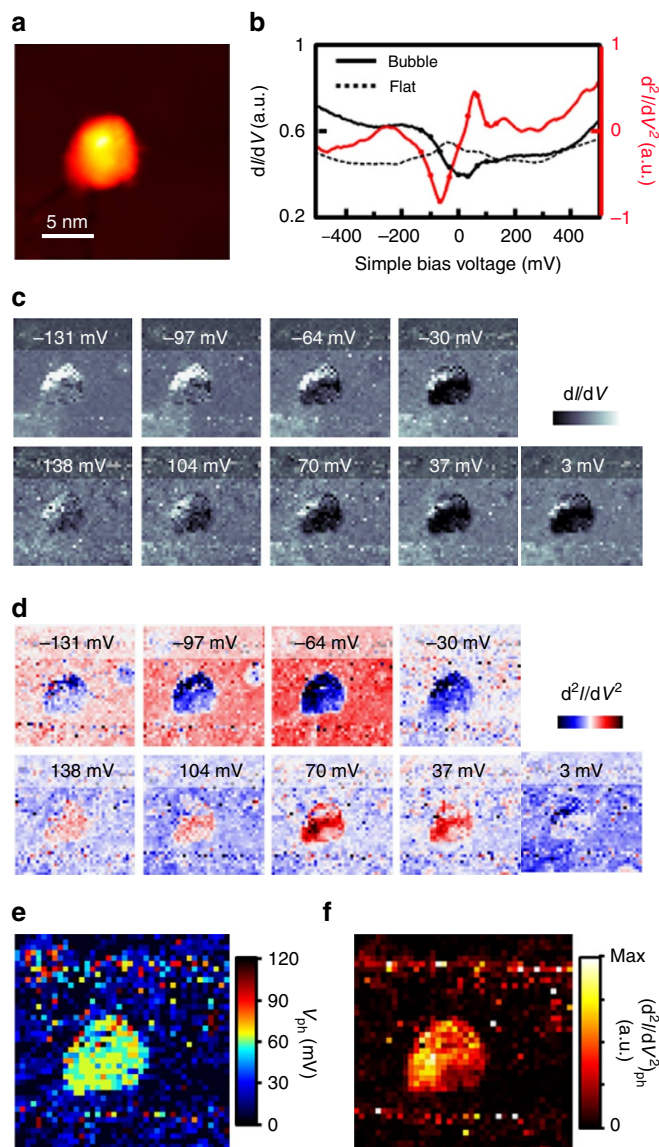 a
5 nm
b
1
0.6
0.2
dI/dV (a.u.)
Bubble
Flat
1
0
−1
d²I/dV² (a.u.)
−400
−200
0
200
400
Simple bias voltage (mV)
c
−131 mV
−97 mV
−64 mV
−30 mV
dI/dV
138 mV
104 mV
70 mV
37 mV
3 mV
d
−131 mV
−97 mV
−64 mV
−30 mV
d²I/dV²
138 mV
104 mV
70 mV
37 mV
3 mV
e
120
90
60
30
0
Vph (mV)
f
Max
0
(d²I/dV²)ph
(a.u.)